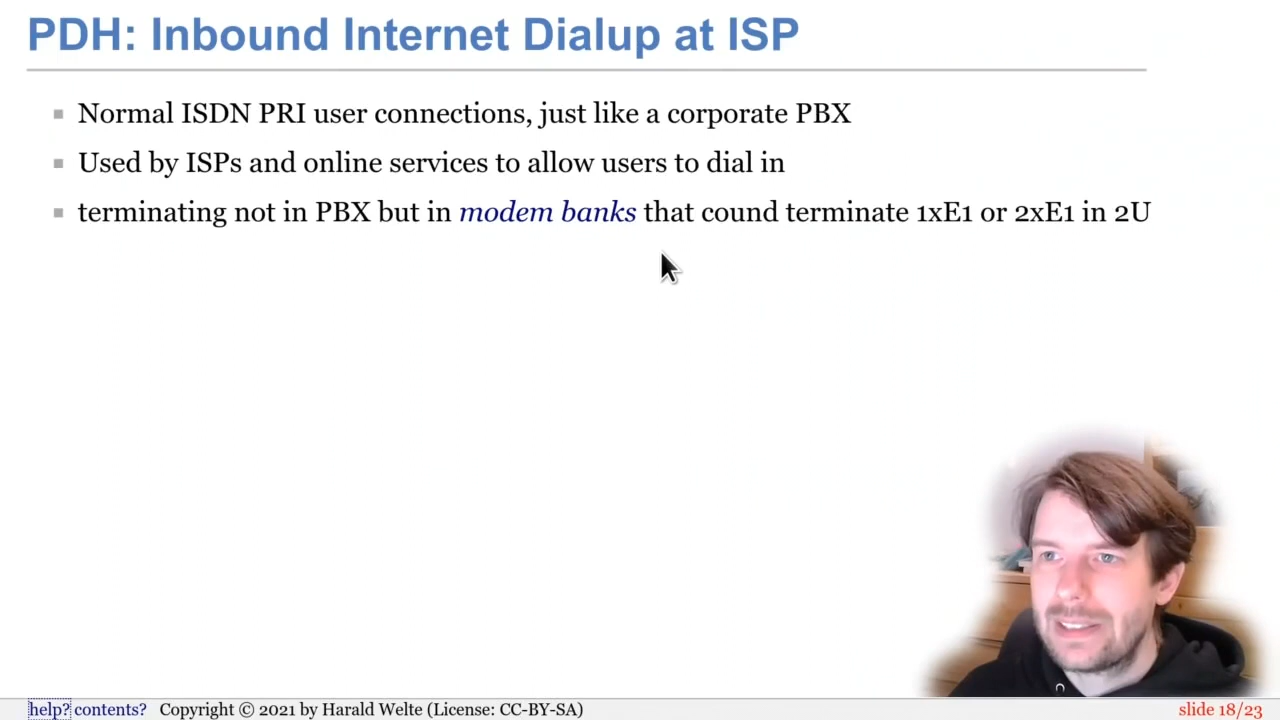 PDH: Inbound Internet Dialup at ISP
Normal ISDN PRI user connections, just like a corporate PBX
Used by ISPs and online services to allow users to dial in
terminating not in PBX but in modem banks that cound terminate 1xE1 or 2xE1 in 2U
help? contents? Copyright © 2021 by Harald Welte (License: CC-BY-SA) slide 18/23